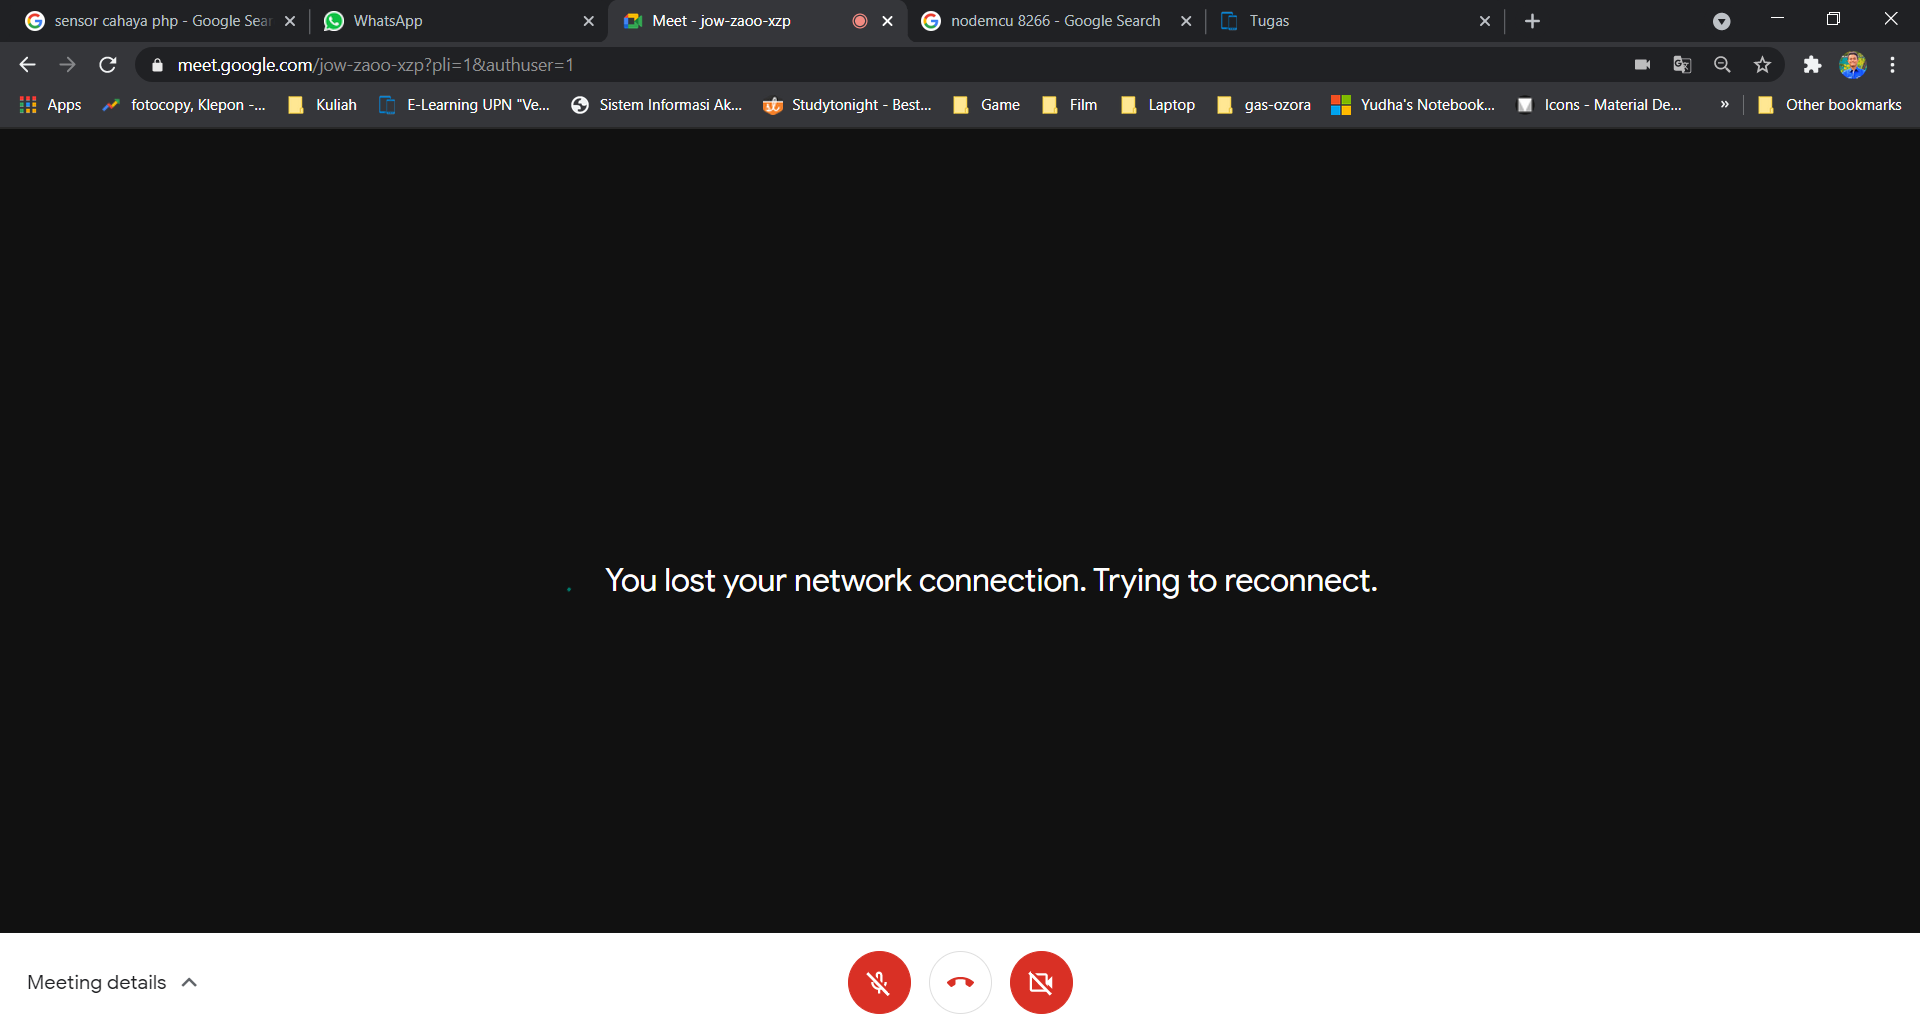 sensor cahaya php - Google Sear
WhatsApp
Meet - jow-zaoo-xzp
nodemcu 8266 - Google Search
Tugas
meet.google.com/jow-zaoo-xzp?pli=1&authuser=1
Apps
fotocopy, Klepon -...
Kuliah
E-Learning UPN "Ve...
Sistem Informasi Ak...
Studytonight - Best...
Game
Film
Laptop
gas-ozora
Yudha's Notebook...
Icons - Material De...
»
Other bookmarks
You lost your network connection. Trying to reconnect.
Meeting details